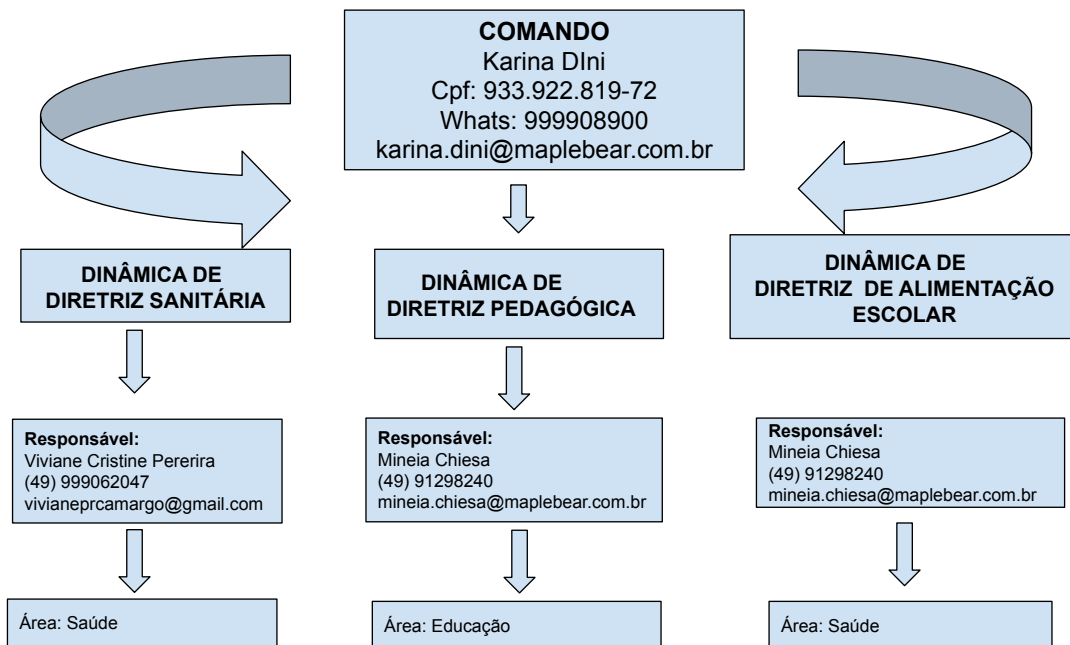 COMANDO
Karina DIni
Cpf: 933.922.819-72
Whats: 999908900
karina.dini@maplebear.com.br
DINÂMICA DE
DIRETRIZ SANITÁRIA
DINÂMICA DE
DIRETRIZ PEDAGÓGICA
DINÂMICA DE
DIRETRIZ DE ALIMENTAÇÃO
ESCOLAR
Responsável:
Viviane Cristine Pererira
(49) 999062047
vivianeprcamargo@gmail.com
Responsável:
Mineia Chiesa
(49) 91298240
mineia.chiesa@maplebear.com.br
Responsável:
Mineia Chiesa
(49) 91298240
mineia.chiesa@maplebear.com.br
Área: Saúde
Área: Educação
Área: Saúde